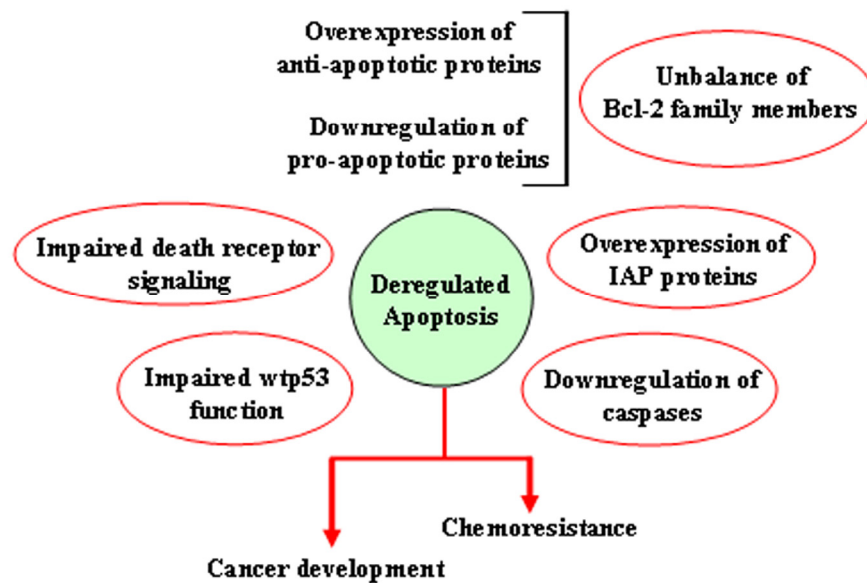 Overexpression of
anti-apoptotic proteins
Unbalance of
Bcl-2 family members
Downregulation of
pro-apoptotic proteins
Impaired death receptor
signaling
Overexpression of
IAP proteins
Deregulated
Apoptosis
Impaired wtp53
function
Downregulation of
caspases
Chemoresistance
Cancer development